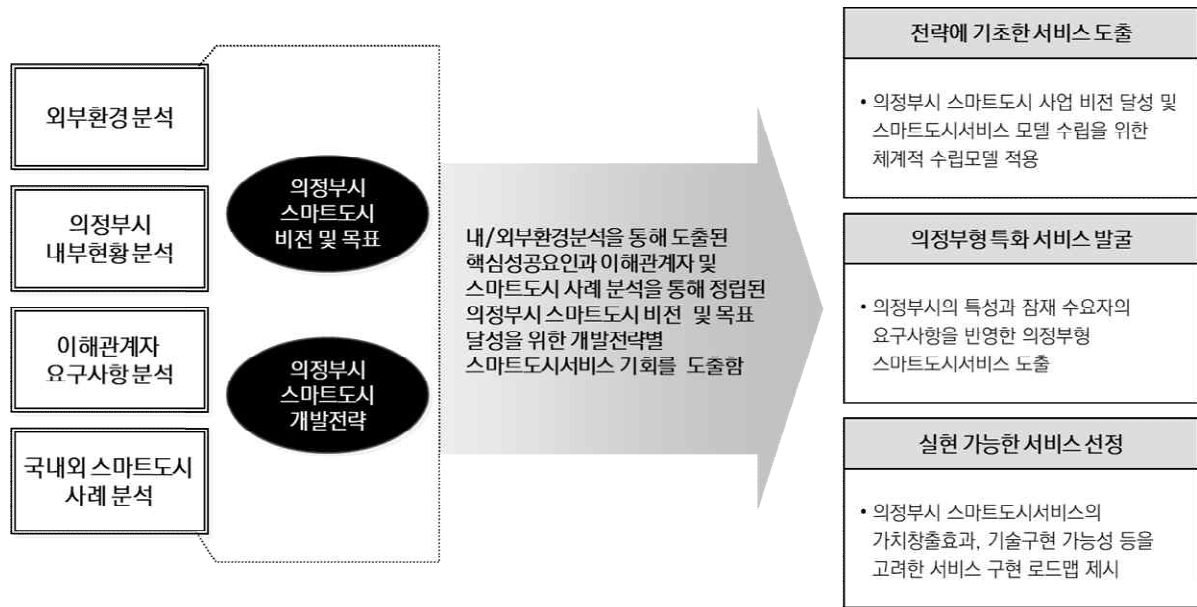 외부환경 분석
의정부시
내부현황 분석
이해관계자
요구사항 분석
국내외 스마트도시
사례 분석
의정부시
스마트도시
비전 및 목표
의정부시
스마트도시
개발전략
내/외부환경분석을 통해 도출된
핵심성공요인과 이해관계자 및
스마트도시 사례 분석을 통해 정립된
의정부시 스마트도시 비전 및 목표
달성을 위한 개발전략별
스마트도시서비스 기회를 도출함
전략에 기초한 서비스 도출
• 의정부시 스마트도시 사업 비전 달성 및
스마트도시서비스 모델 수립을 위한
체계적 수립모델 적용
의정부형 특화 서비스 발굴
• 의정부시의 특성과 잠재 수요자의
요구사항을 반영한 의정부형
스마트도시서비스 도출
실현 가능한 서비스 선정
• 의정부시 스마트도시서비스의
가치창출효과, 기술구현 가능성 등을
고려한 서비스 구현 로드맵 제시